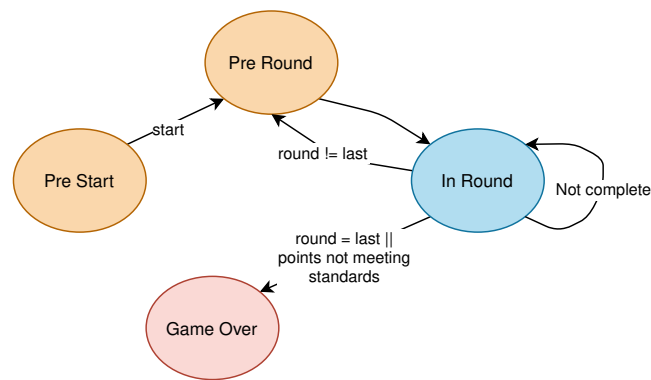 Pre Round
start
round != last
Pre Start
In Round
Not complete
round = last ||
points not meeting
standards
Game Over